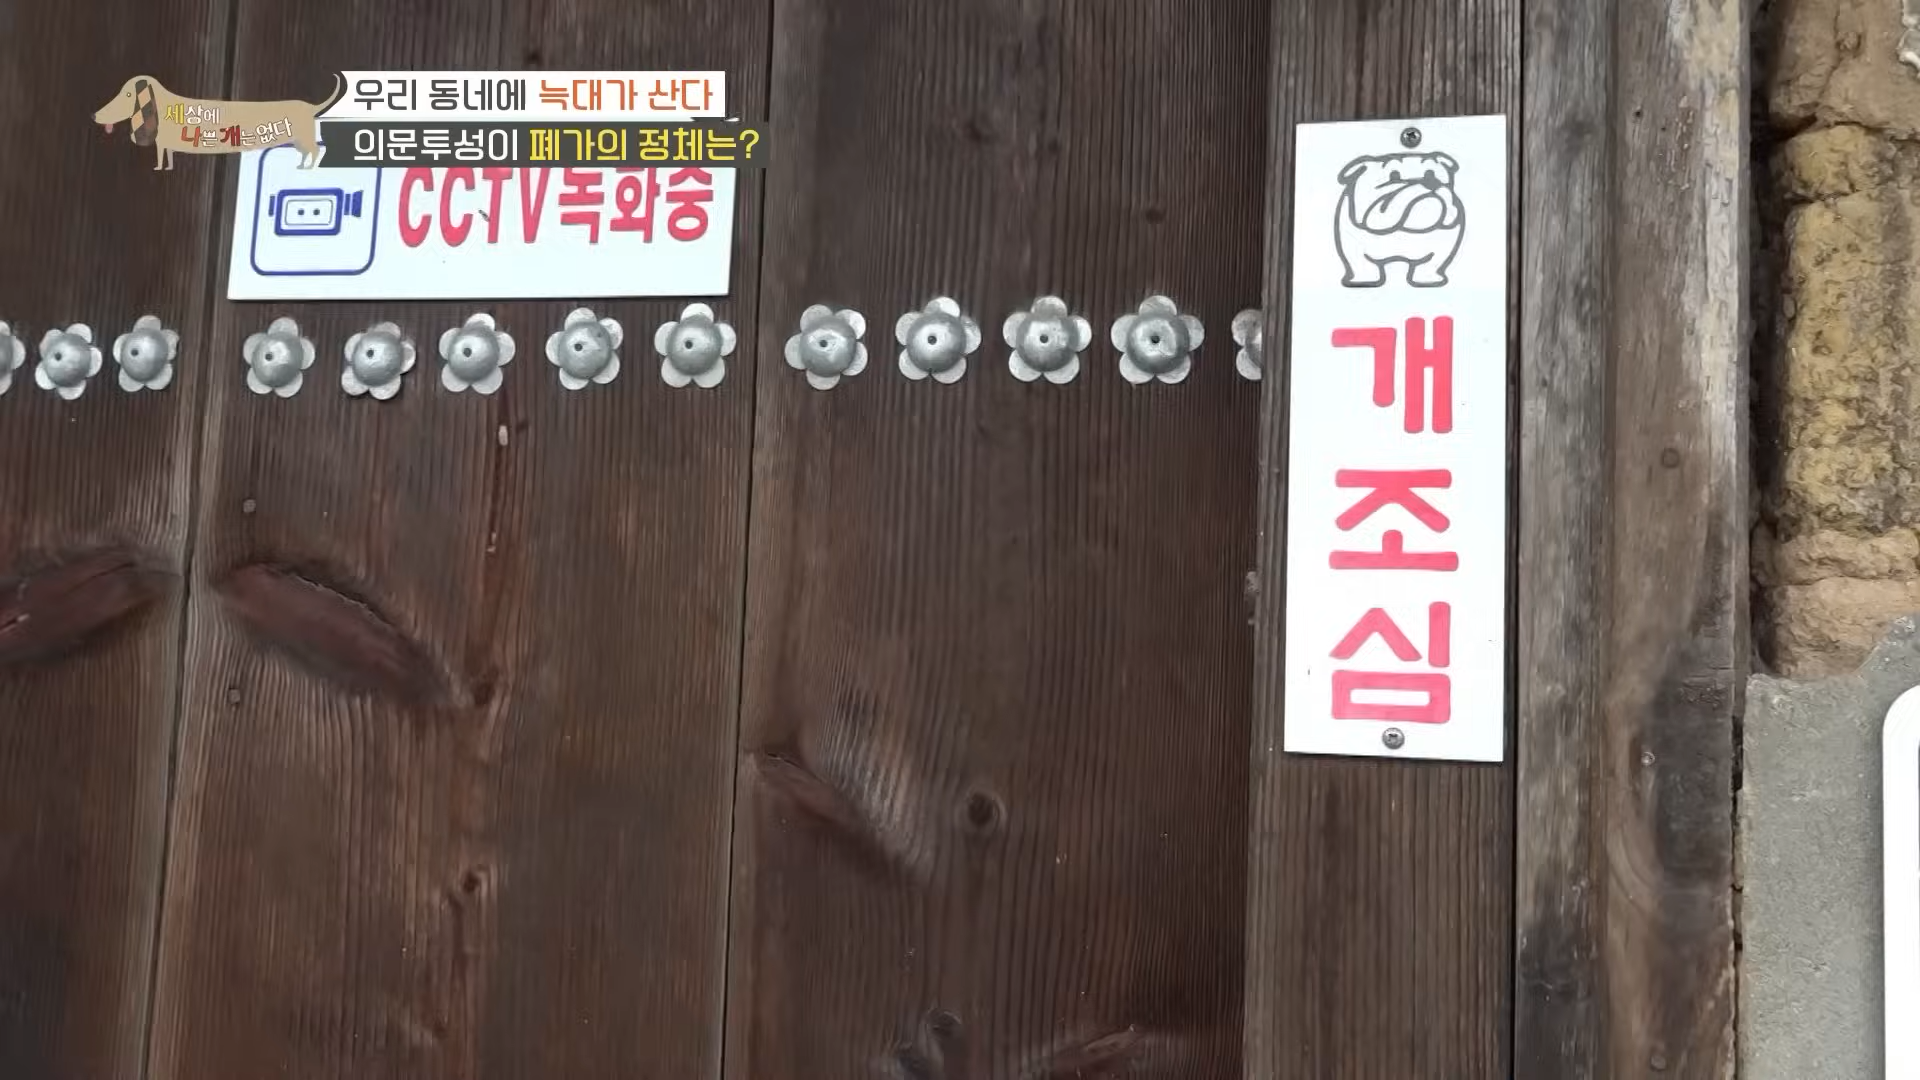 세상에
나쁜 개는 없다
우리 동네에 늑대가 산다
의문투성이 폐가의 정체는?
CCTV녹화중
개조심